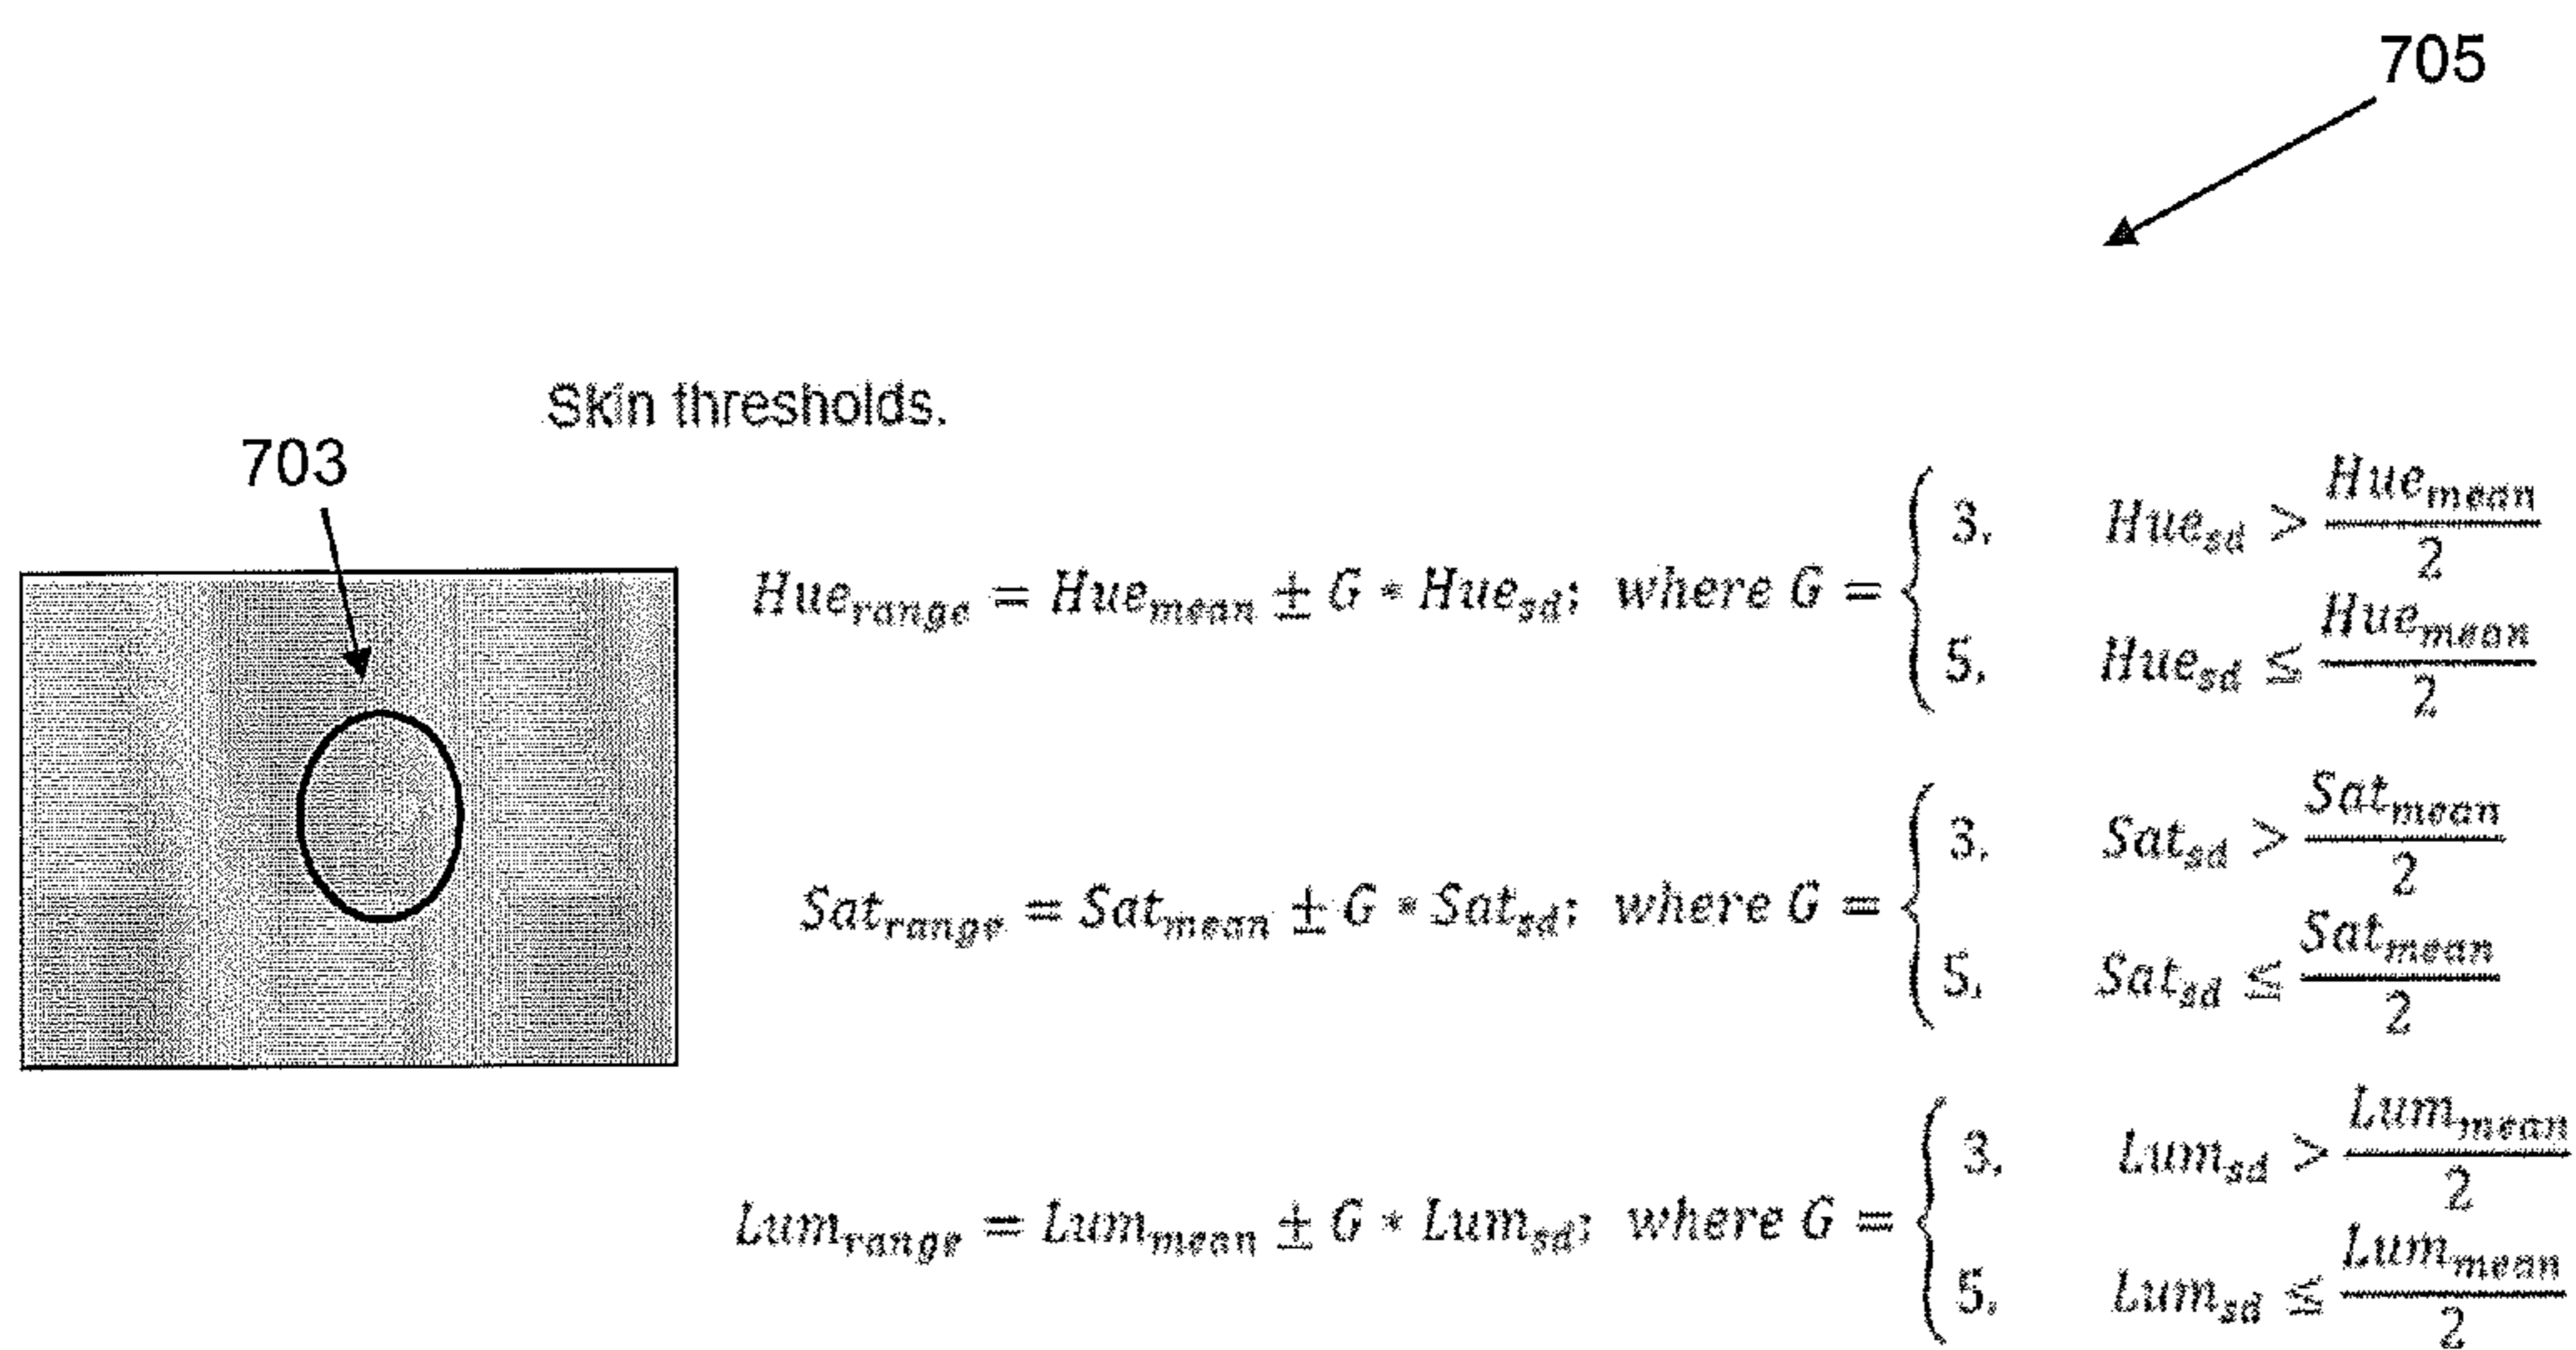 705
Skin thresholds.
703
Hue_range = Hue_mean ± G * Hue_sd; where G = { 3, Hue_sd > Hue_mean / 2
5, Hue_sd ≤ Hue_mean / 2
Sat_range = Sat_mean ± G * Sat_sd; where G = { 3, Sat_sd > Sat_mean / 2
5, Sat_sd ≤ Sat_mean / 2
Lum_range = Lum_mean ± G * Lum_sd; where G = { 3, Lum_sd > Lum_mean / 2
5, Lum_sd ≤ Lum_mean / 2